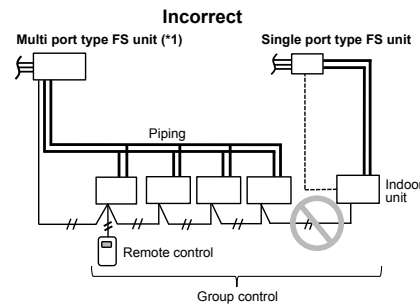 Incorrect
Multi port type FS unit (*1)
Single port type FS unit
Piping
Indoor
unit
Remote control
Group control